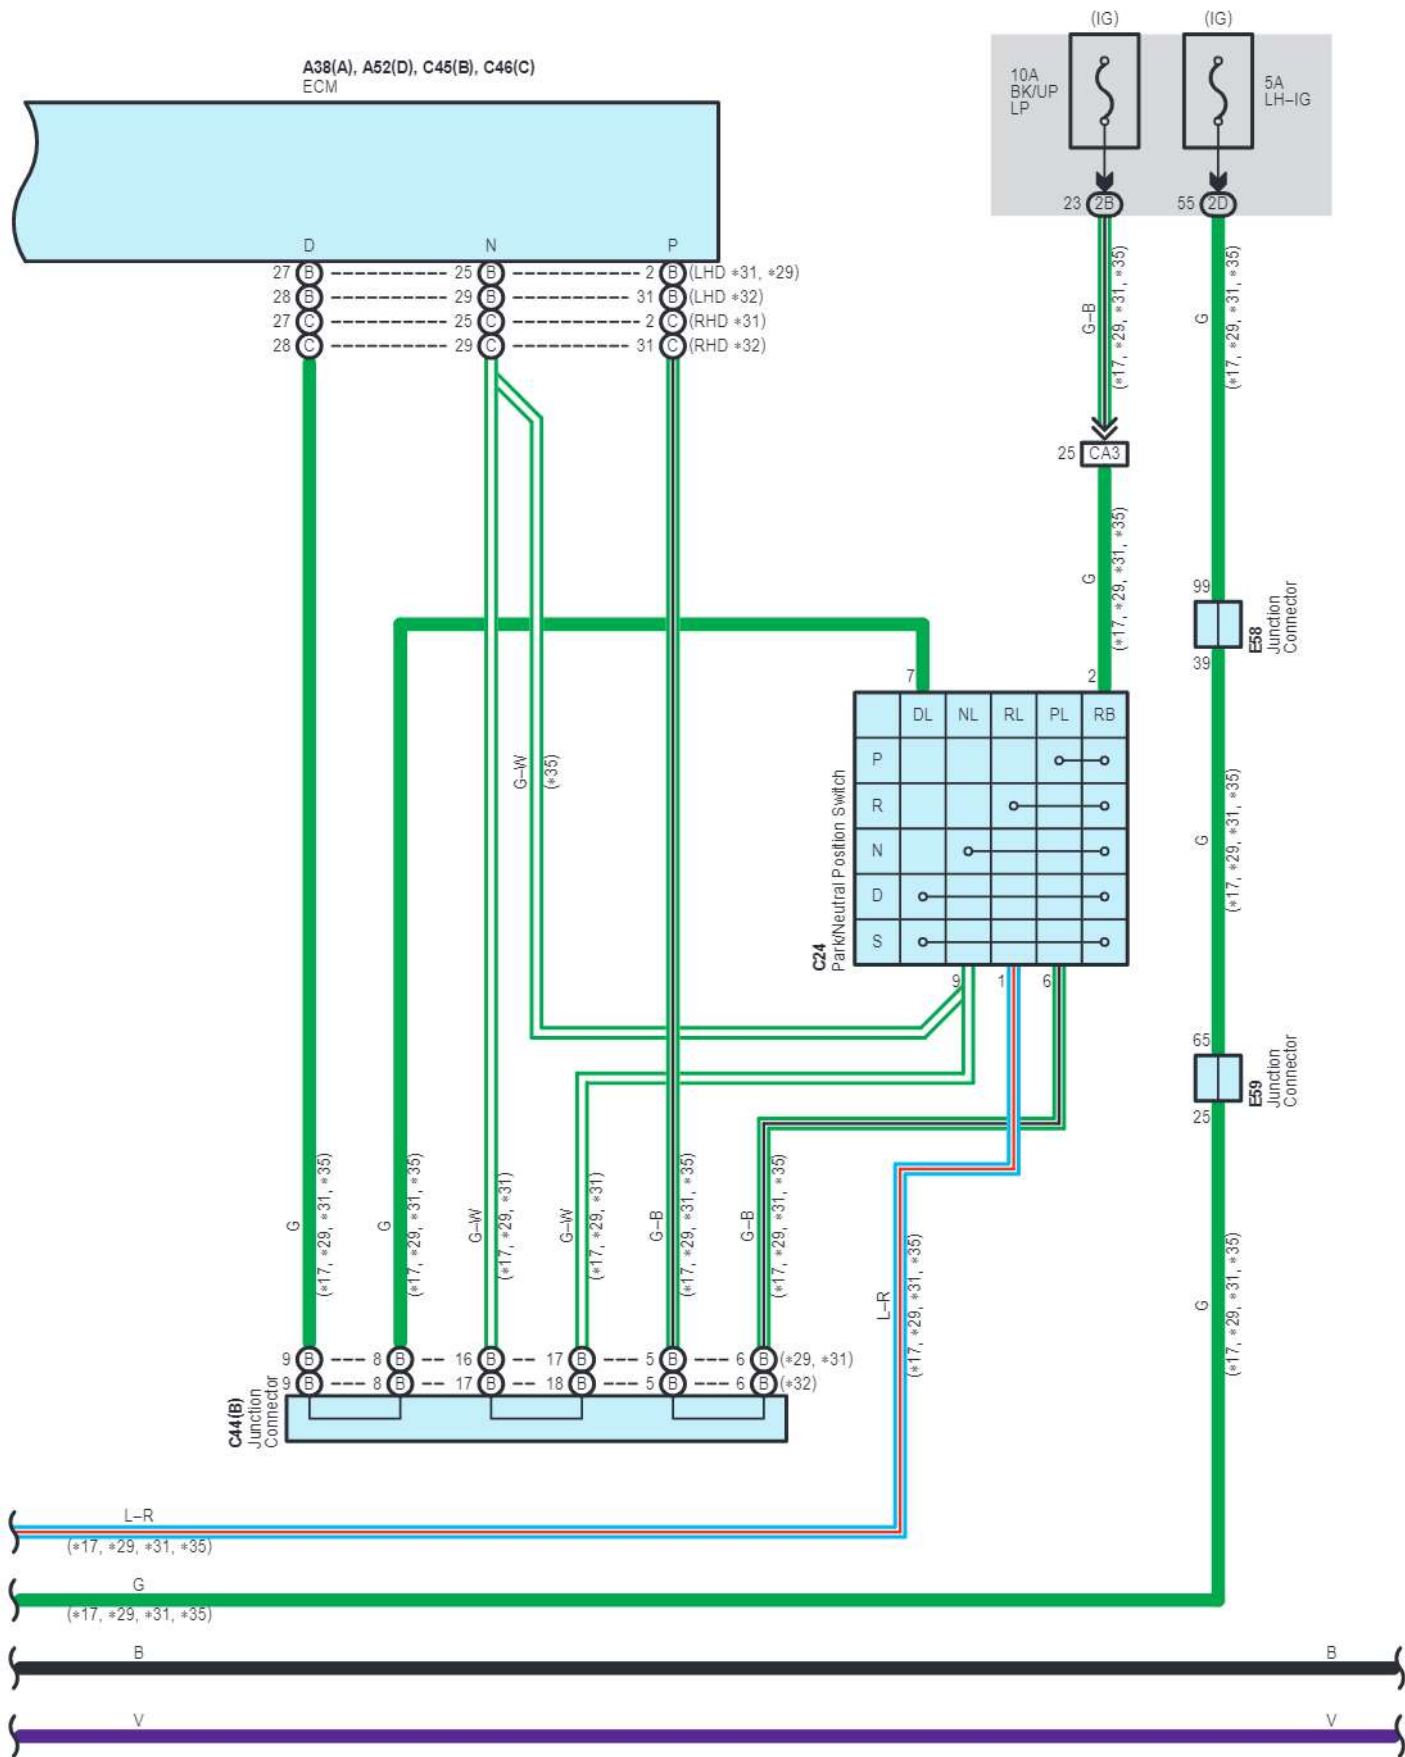 (IG)
(IG)
A38(A), A52(D), C45(B), C46(C)
ECM
10A
BK/UP
LP
5A
LH–IG
23 2B
55 2D
D N P
27 B 25 B 2 B (LHD *31, *29)
28 B 29 B 31 B (LHD *32)
27 C 25 C 2 C (RHD *31)
28 C 29 C 31 C (RHD *32)
G–B
(*17, *29, *31, *35)
G
(*17, *29, *31, *35)
25 CA3
G
(*17, *29, *31, *35)
99
E58
Junction
Connector
39
7
2
DL NL RL PL RB
P
R
N
D
S
C24
Park/Neutral Position Switch
G–W
(*35)
G
(*17, *29, *31, *35)
9 1 6
65
E59
Junction
Connector
25
G
(*17, *29, *31, *35)
G
(*17, *29, *31, *35)
G–W
(*17, *29, *31)
G–W
(*17, *29, *31)
G–B
(*17, *29, *31, *35)
G–B
(*17, *29, *31, *35)
L–R
(*17, *29, *31, *35)
G
(*17, *29, *31, *35)
9 B 8 B 16 B 17 B 5 B 6 B (*29, *31)
9 B 8 B 17 B 18 B 5 B 6 B (*32)
C44(B)
Junction
Connector
L–R
(*17, *29, *31, *35)
G
(*17, *29, *31, *35)
B B
V V